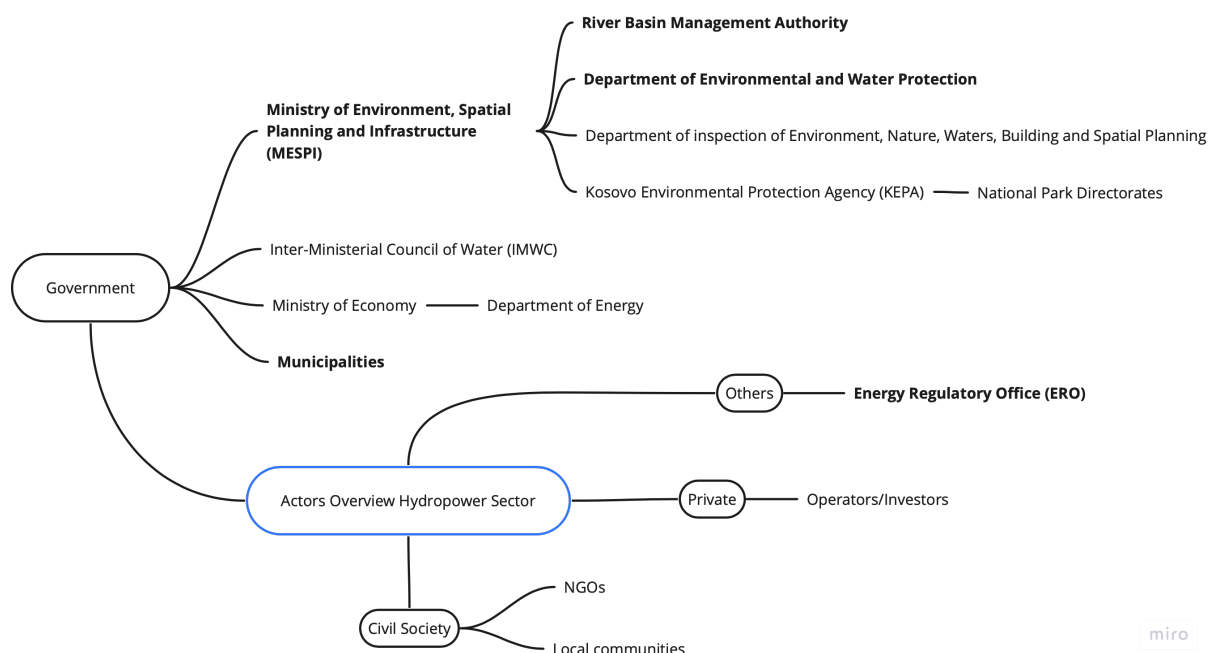 River Basin Management Authority
Department of Environmental and Water Protection
Ministry of Environment, Spatial
Planning and Infrastructure
(MESPI)
Department of inspection of Environment, Nature, Waters, Building and Spatial Planning
Kosovo Environmental Protection Agency (KEPA)
National Park Directorates
Inter-Ministerial Council of Water (IMWC)
Government
Ministry of Economy
Department of Energy
Municipalities
Others
Energy Regulatory Office (ERO)
Actors Overview Hydropower Sector
Private
Operators/Investors
NGOs
Civil Society
Local communities
miro